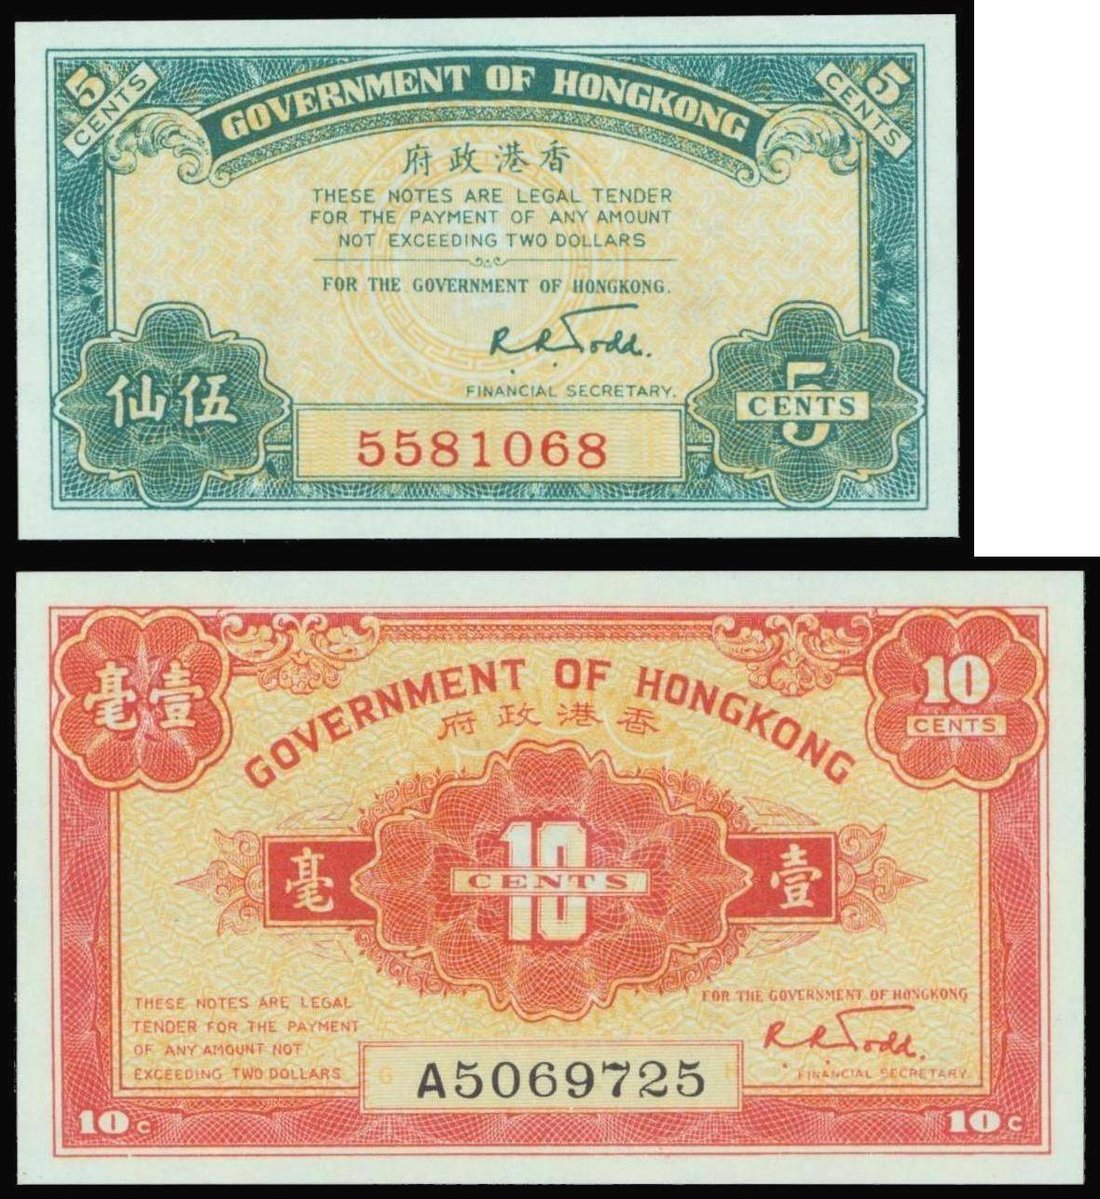 5
CENTS
GOVERNMENT OF HONGKONG
5
CENTS
府政港香
THESE NOTES ARE LEGAL TENDER
FOR THE PAYMENT OF ANY AMOUNT
NOT EXCEEDING TWO DOLLARS
FOR THE GOVERNMENT OF HONGKONG.
R. R. Todd.
FINANCIAL SECRETARY.
仙伍
5
CENTS
5581068
毫壹
GOVERNMENT OF HONGKONG
府政港香
10
CENTS
毫
10
CENTS
壹
THESE NOTES ARE LEGAL
TENDER FOR THE PAYMENT
OF ANY AMOUNT NOT
EXCEEDING TWO DOLLARS
FOR THE GOVERNMENT OF HONGKONG
R. R. Todd.
FINANCIAL SECRETARY.
G A5069725 H
10 C
10 C